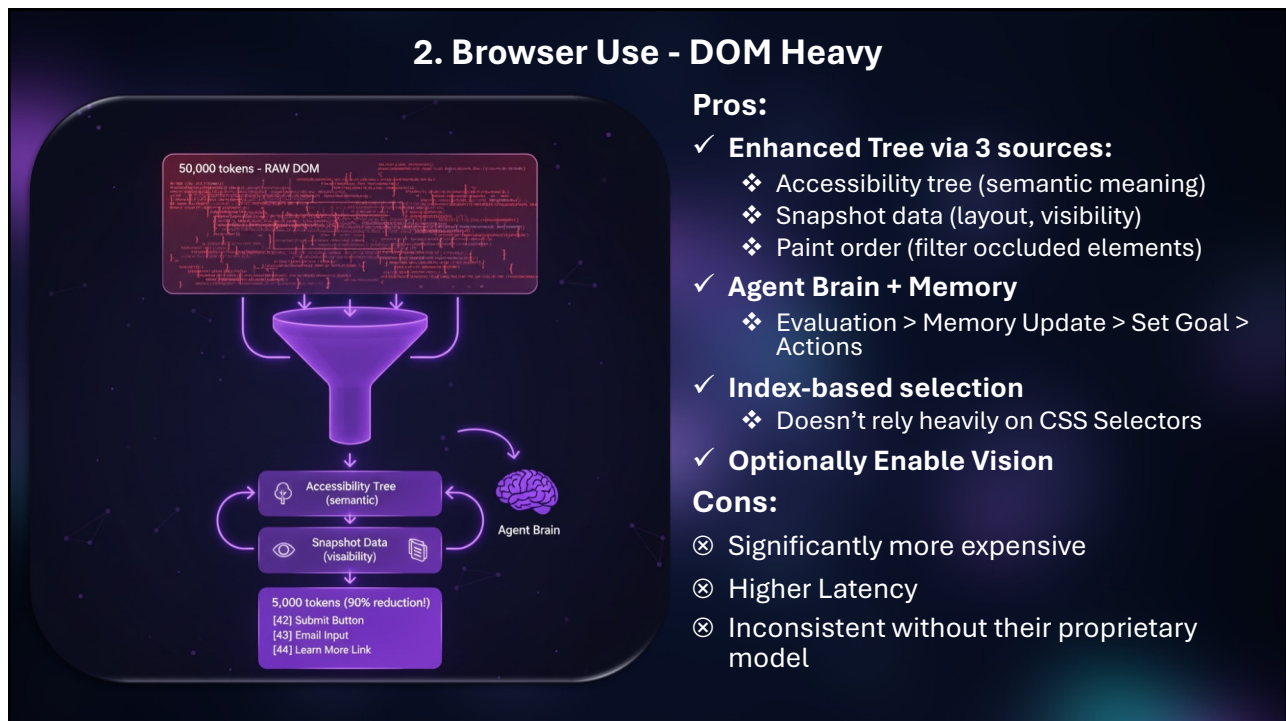 2. Browser Use - DOM Heavy
50,000 tokens - RAW DOM
Accessibility Tree
(semantic)
Snapshot Data
(visaibility)
Agent Brain
5,000 tokens (90% reduction!)
[42] Submit Button
[43] Email Input
[44] Learn More Link
Pros:
✓ Enhanced Tree via 3 sources:
❖ Accessibility tree (semantic meaning)
❖ Snapshot data (layout, visibility)
❖ Paint order (filter occluded elements)
✓ Agent Brain + Memory
❖ Evaluation > Memory Update > Set Goal >
Actions
✓ Index-based selection
❖ Doesn’t rely heavily on CSS Selectors
✓ Optionally Enable Vision
Cons:
⊗ Significantly more expensive
⊗ Higher Latency
⊗ Inconsistent without their proprietary
model